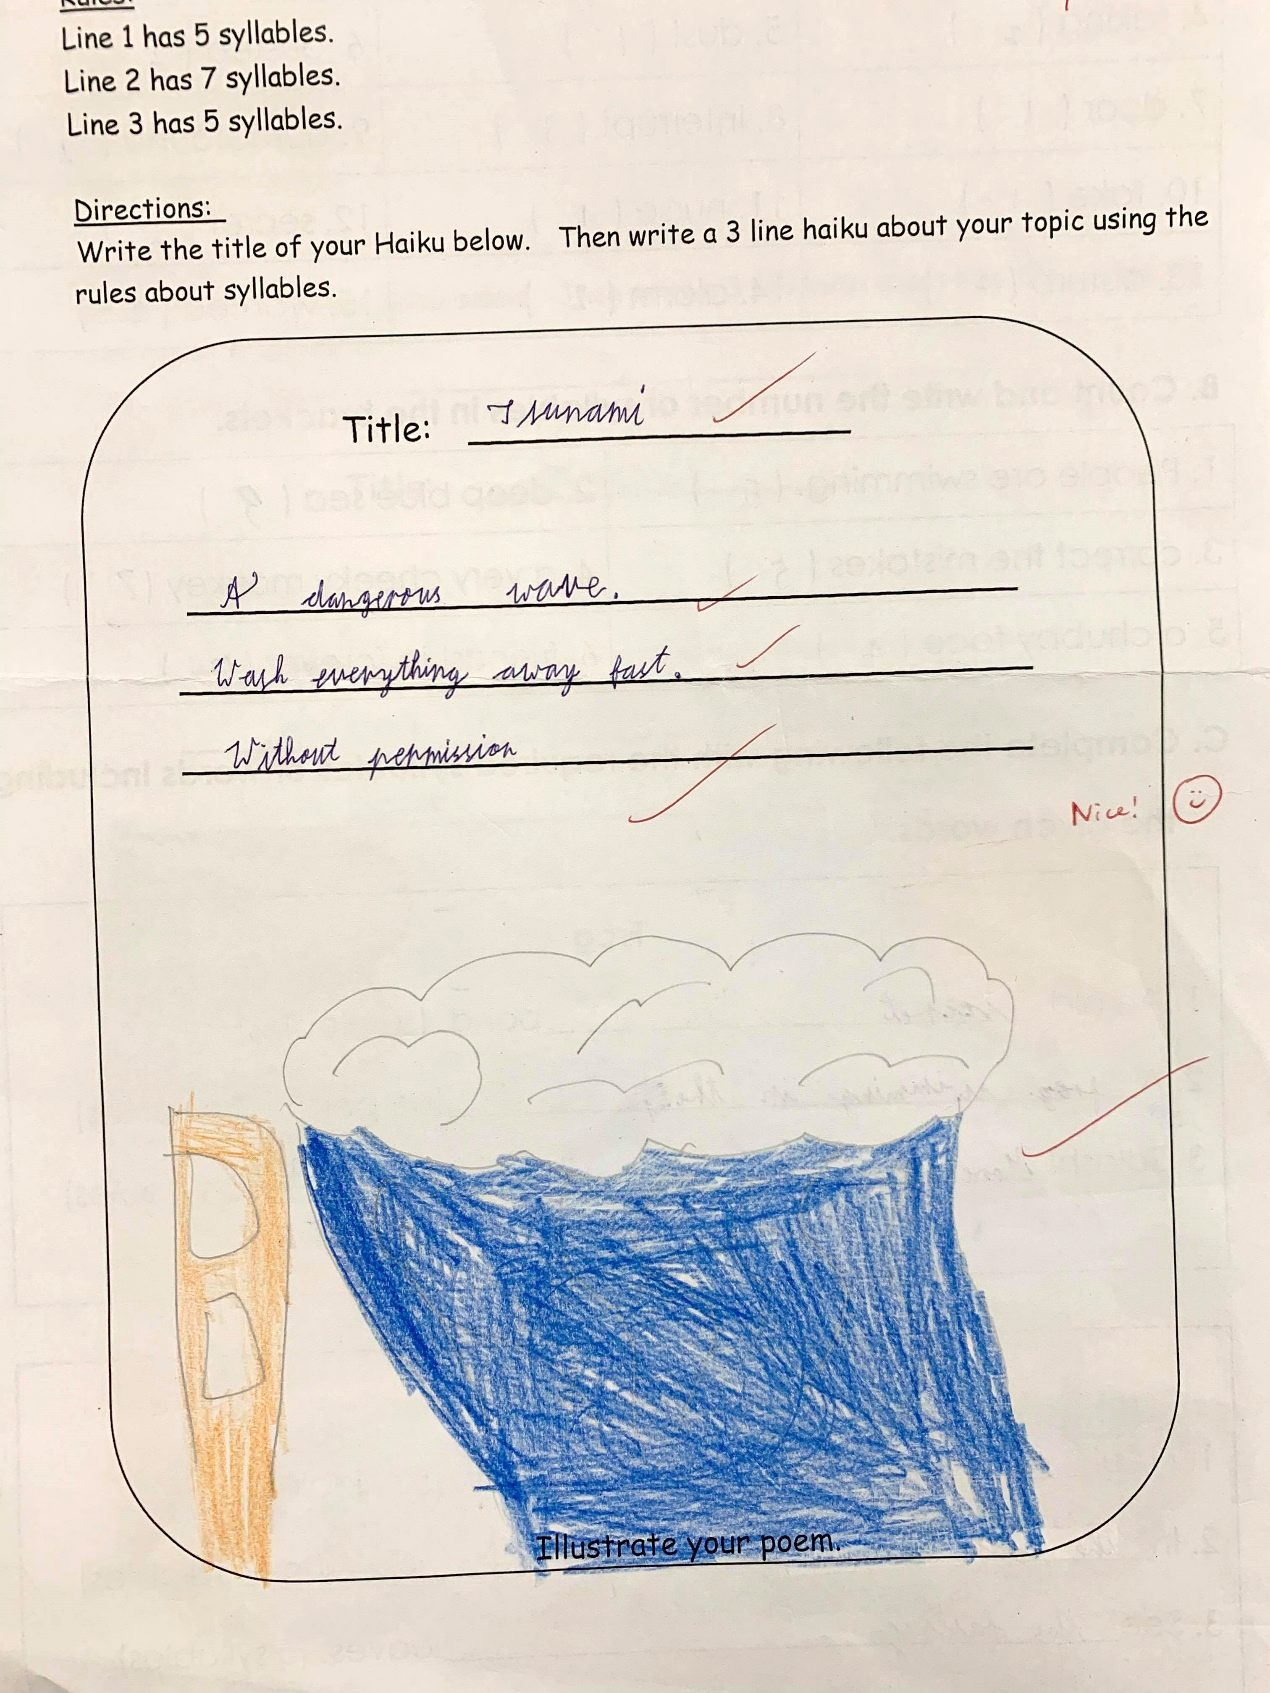 Rules:
Line 1 has 5 syllables.
Line 2 has 7 syllables.
Line 3 has 5 syllables.
Directions:
Write the title of your Haiku below. Then write a 3 line haiku about your topic using the
rules about syllables.
Title: Tsunami
A dangerous wave.
Wash everything away fast.
Without permission
Nice!
Illustrate your poem.